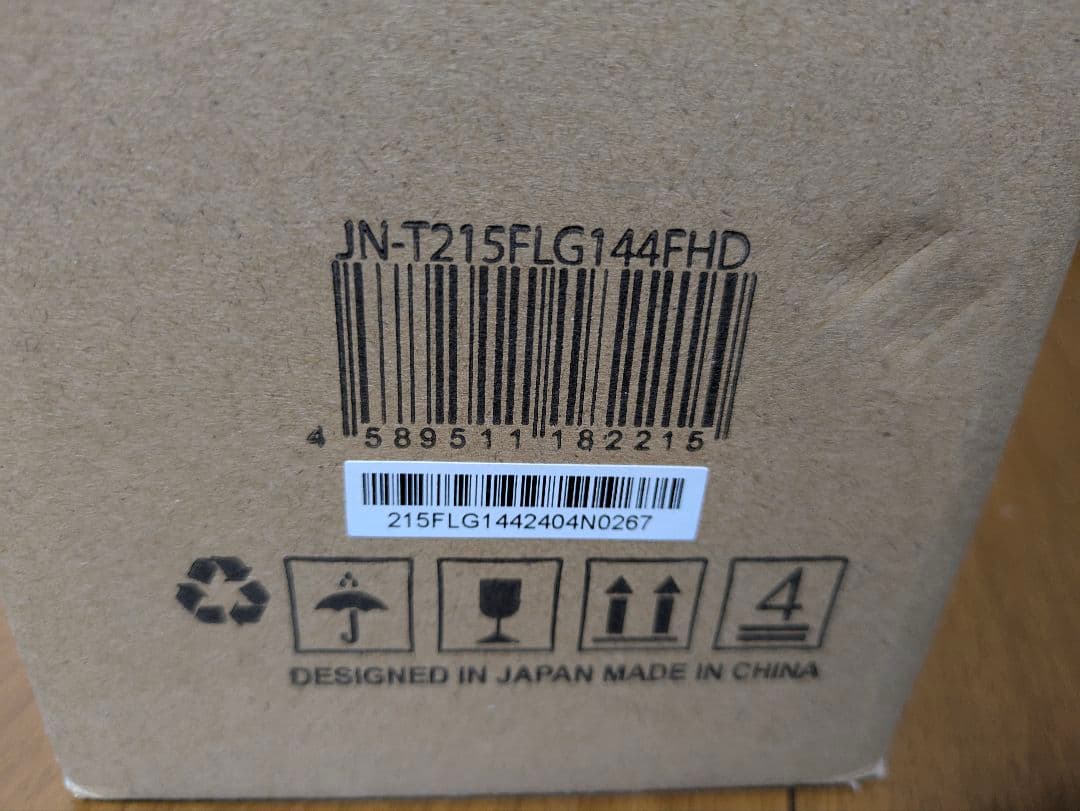 JN-T215FLG144FHD
4 589511 182215
215FLG1442404N0267
4
DESIGNED IN JAPAN MADE IN CHINA